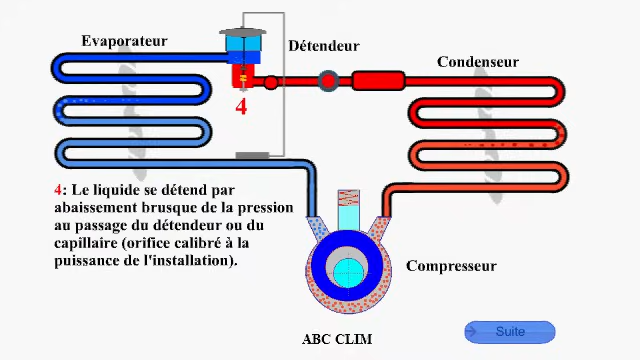 Evaporateur
Détendeur
Condenseur
4
4: Le liquide se détend par
abaissement brusque de la pression
au passage du détendeur ou du
capillaire (orifice calibré à la
puissance de l'installation).
Compresseur
ABC CLIM
Suite